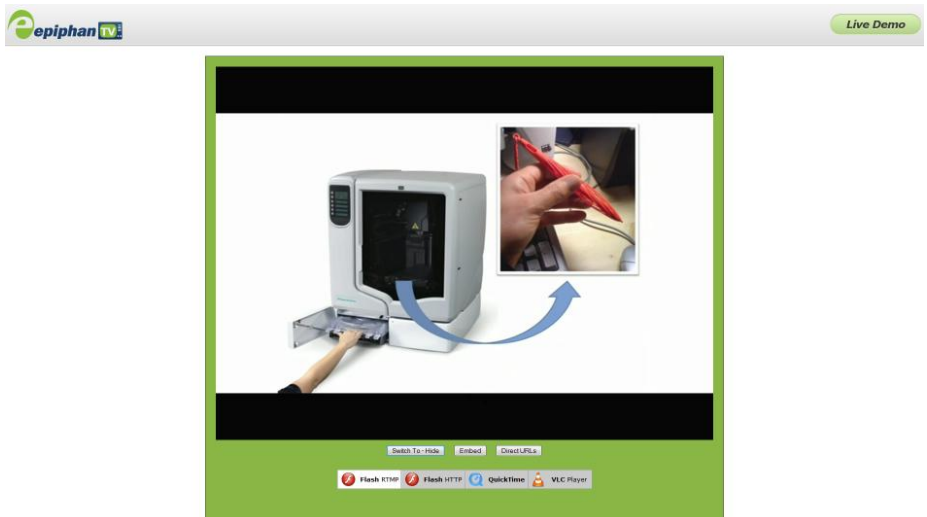 epiphan TV
Live Demo
Switch To - Hide
Embed
Direct URLs
Flash RTMP
Flash HTTP
QuickTime
VLC Player